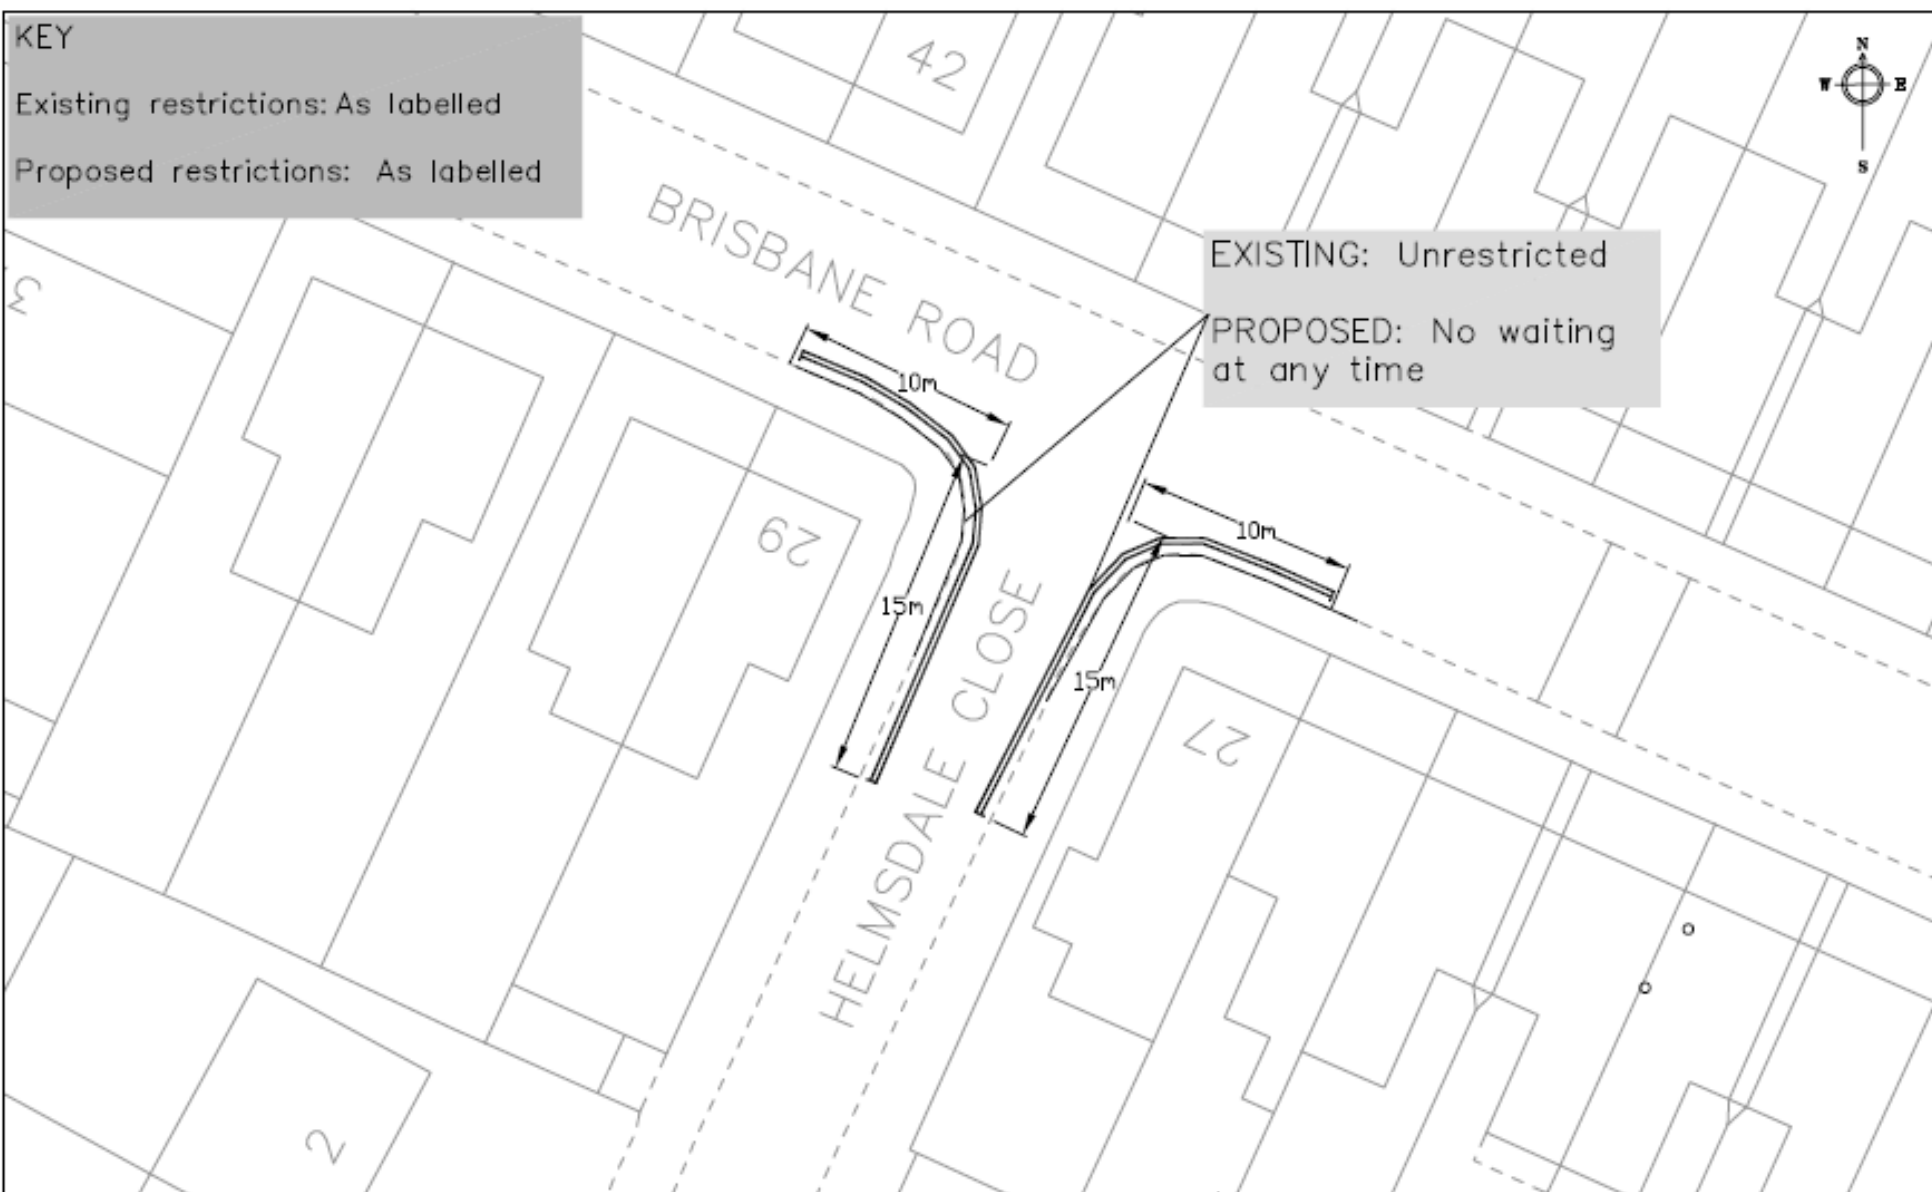 KEY
Existing restrictions: As labelled
Proposed restrictions: As labelled
42
N
W E
S
BRISBANE ROAD
EXISTING: Unrestricted
PROPOSED: No waiting
at any time
3
10m
29
10m
15m
15m
HELMSDALE CLOSE
27
2